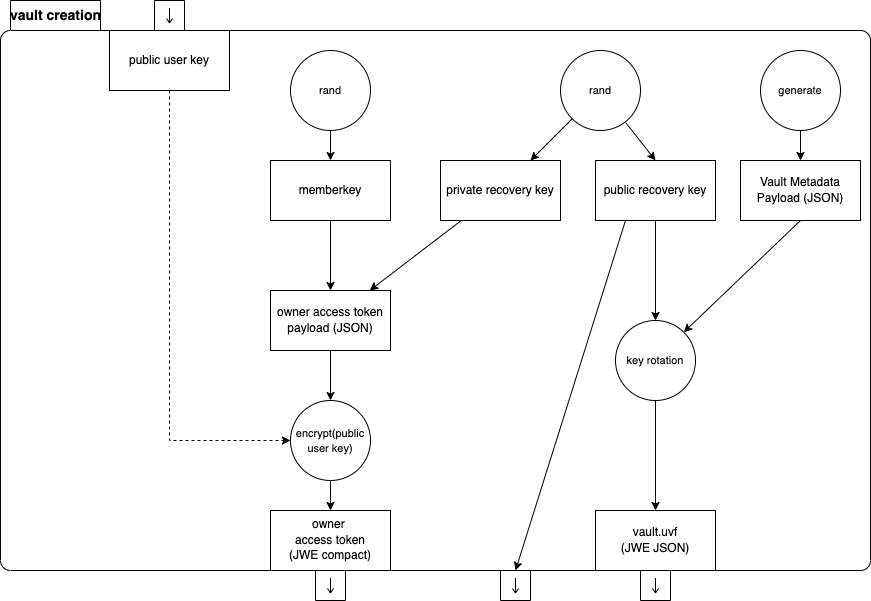 vault creation
↓
public user key
rand
rand
generate
memberkey
private recovery key
public recovery key
Vault Metadata
Payload (JSON)
owner access token
payload (JSON)
key rotation
encrypt(public
user key)
owner
access token
(JWE compact)
vault.uvf
(JWE JSON)
↓
↓
↓